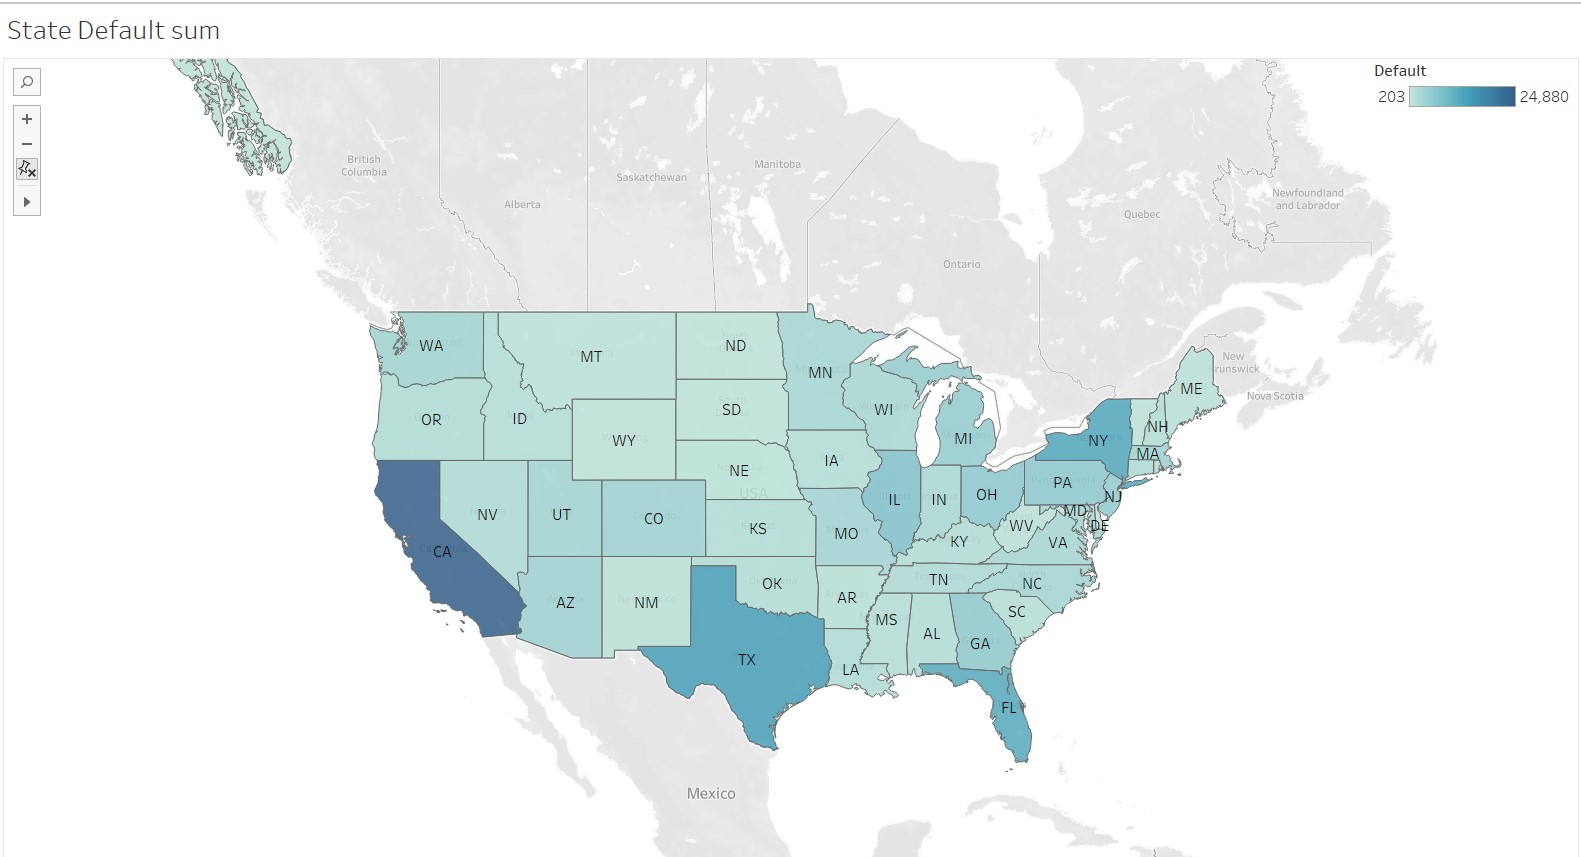 State Default sum
Default
203
24,880
British
Columbia
Alberta
Saskatchewan
Manitoba
Ontario
Quebec
Newfoundland
and Labrador
New
Brunswick
Nova Scotia
WA
MT
ND
MN
ME
OR
ID
SD
WI
MI
NY
NH
MA
WY
NE
USA
IA
IL
IN
OH
PA
NJ
MD
DE
NV
UT
CO
KS
MO
KY
WV
VA
CA
AZ
NM
OK
AR
TN
NC
SC
MS
AL
GA
TX
LA
FL
Mexico